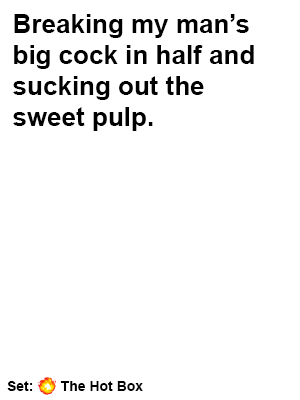 Breaking my man’s
big cock in half and
sucking out the
sweet pulp.
Set: The Hot Box